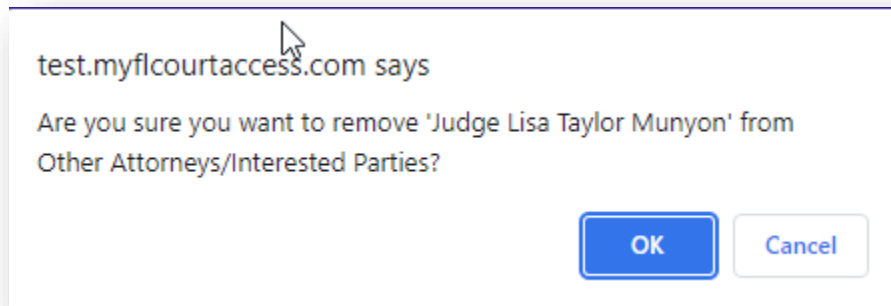 test.myflcourtaccess.com says
Are you sure you want to remove 'Judge Lisa Taylor Munyon' from
Other Attorneys/Interested Parties?
OK
Cancel